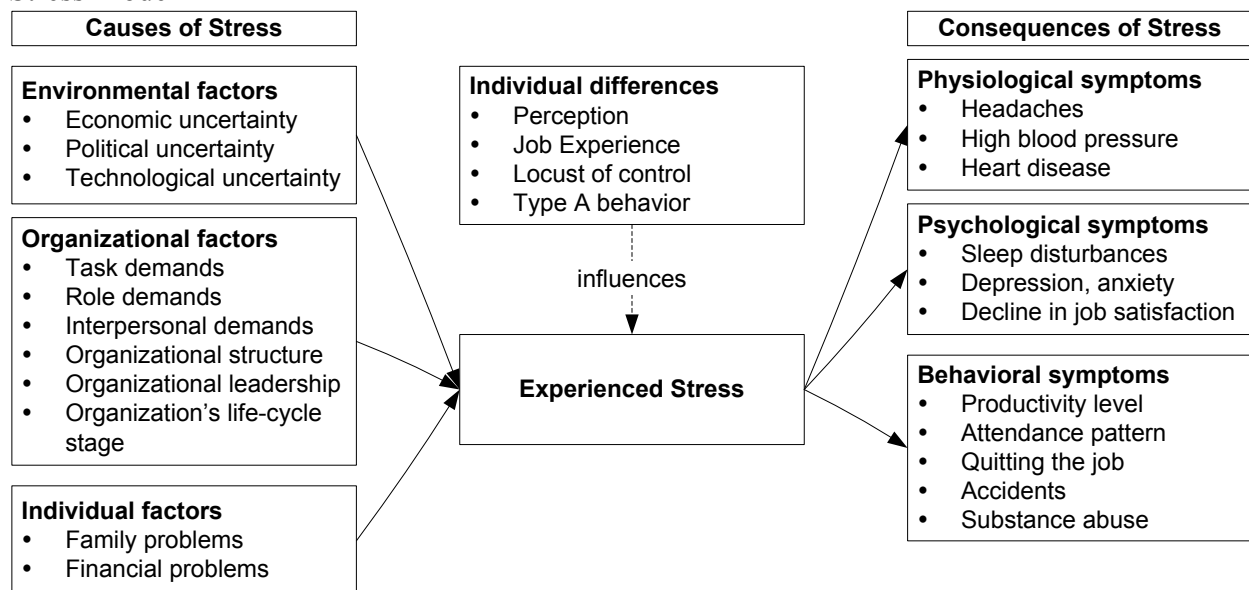 Causes of Stress
Environmental factors
• Economic uncertainty
• Political uncertainty
• Technological uncertainty
Organizational factors
• Task demands
• Role demands
• Interpersonal demands
• Organizational structure
• Organizational leadership
• Organization's life-cycle
stage
Individual factors
• Family problems
• Financial problems
Individual differences
• Perception
• Job Experience
• Locust of control
• Type A behavior
influences
Experienced Stress
Consequences of Stress
Physiological symptoms
• Headaches
• High blood pressure
• Heart disease
Psychological symptoms
• Sleep disturbances
• Depression, anxiety
• Decline in job satisfaction
Behavioral symptoms
• Productivity level
• Attendance pattern
• Quitting the job
• Accidents
• Substance abuse